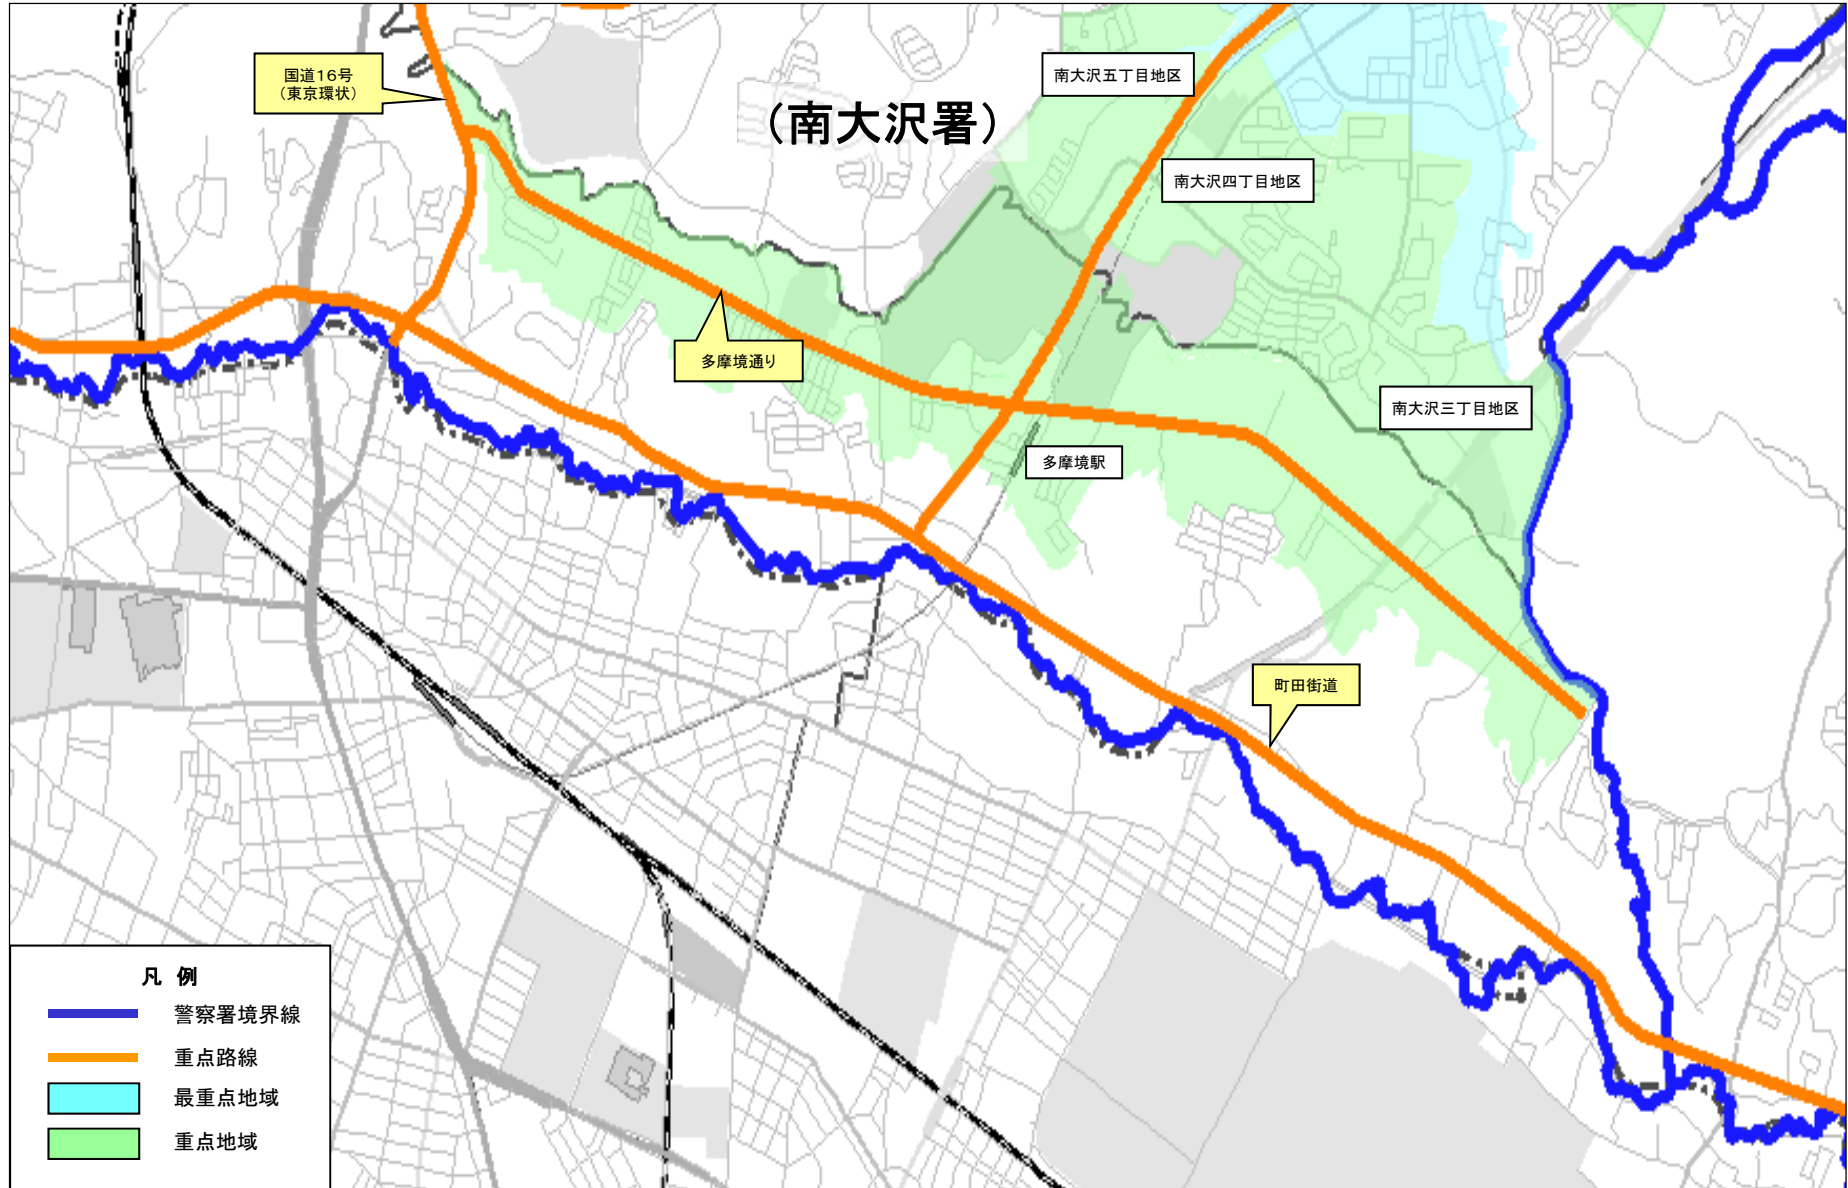 国道16号
（東京環状）
（南大沢署）
南大沢五丁目地区
南大沢四丁目地区
多摩境通り
南大沢三丁目地区
多摩境駅
町田街道
凡 例
警察署境界線
重点路線
最重点地域
重点地域